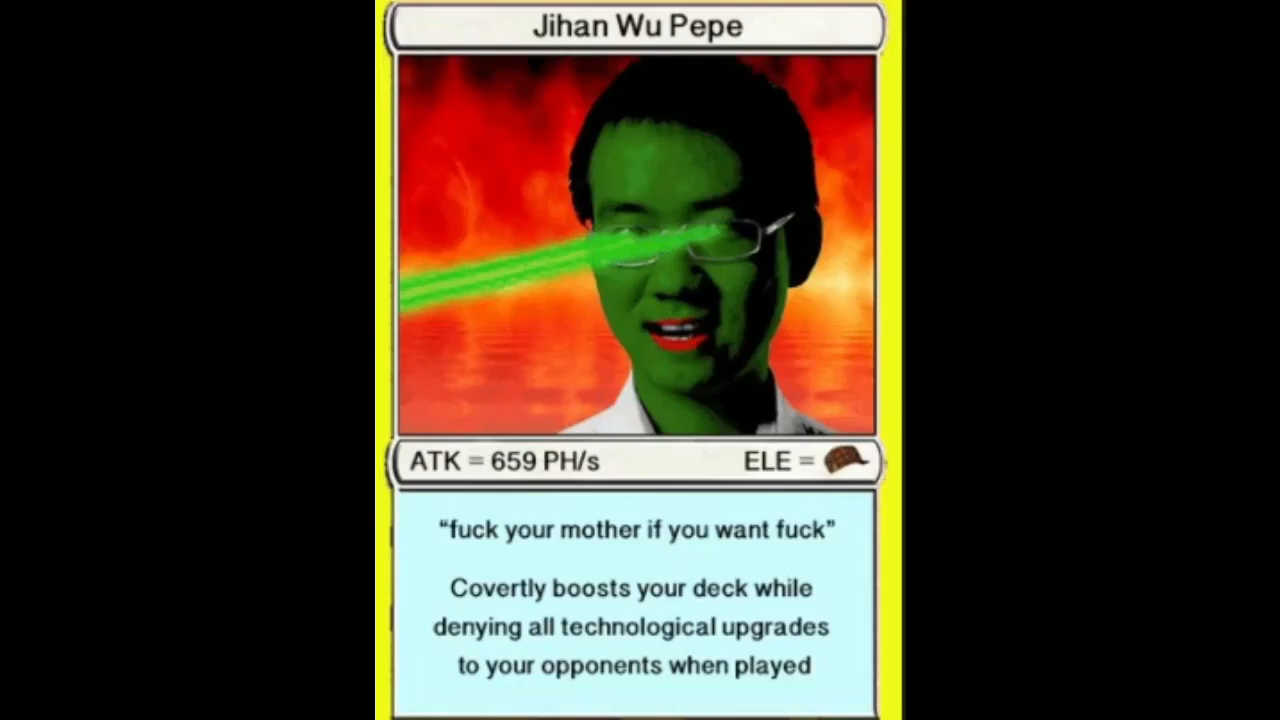 Jihan Wu Pepe
ATK = 659 PH/s ELE =
“fuck your mother if you want fuck”
Covertly boosts your deck while
denying all technological upgrades
to your opponents when played